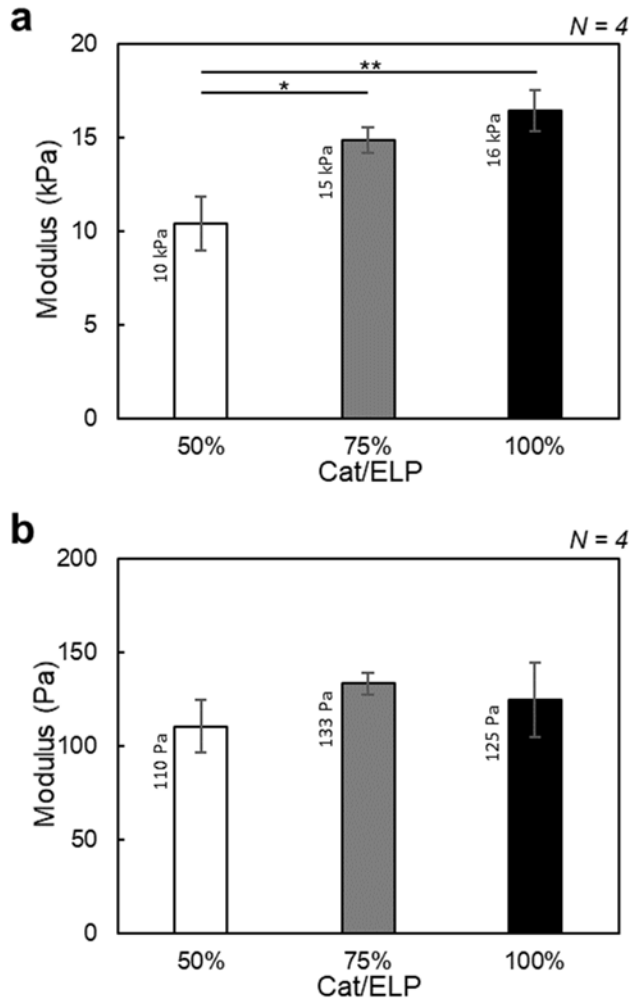 a
N = 4
20
**
*
15
10
5
0
Modulus (kPa)
10 kPa
15 kPa
16 kPa
50%
75%
100%
Cat/ELP
b
N = 4
200
150
100
50
0
Modulus (Pa)
110 Pa
133 Pa
125 Pa
50%
75%
100%
Cat/ELP